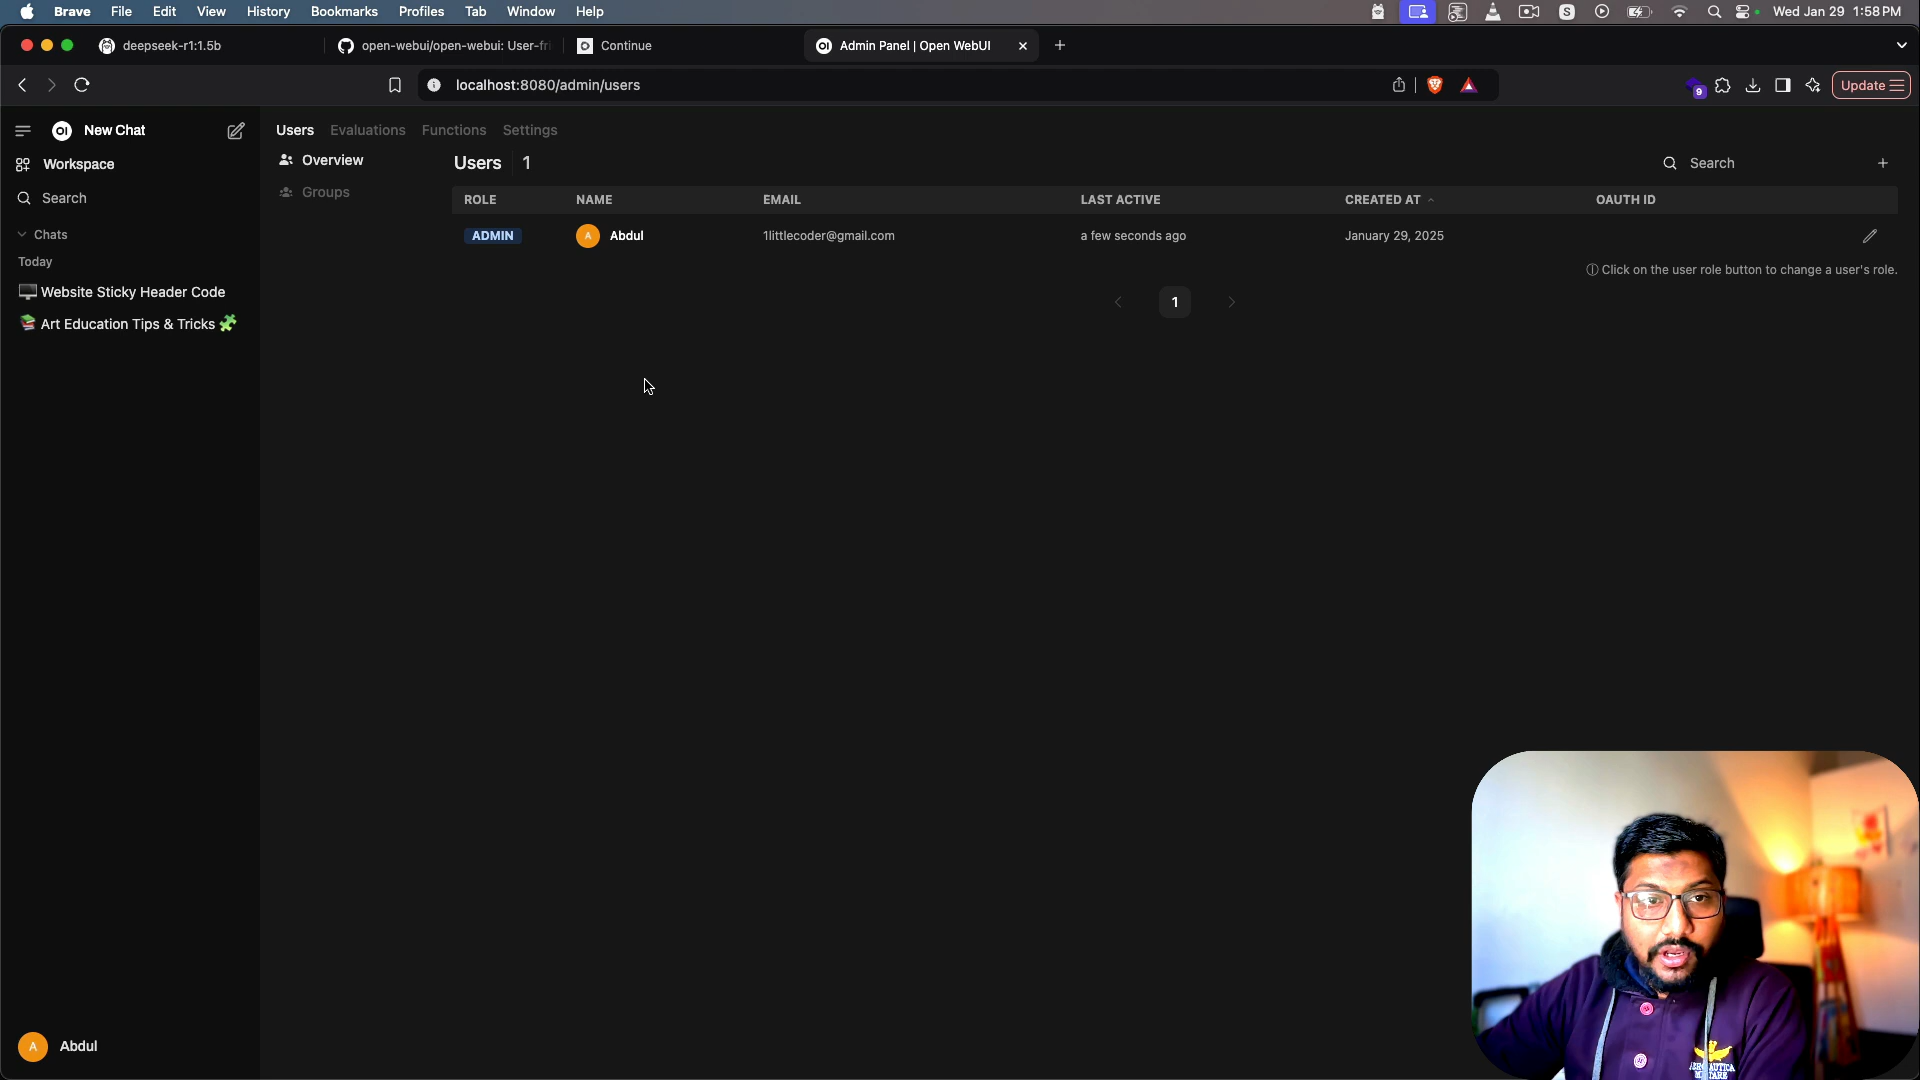 Brave File Edit View History Bookmarks Profiles Tab Window Help Wed Jan 29 1:58 PM
deepseek-r1:1.5b open-webui/open-webui: User-fri Continue Admin Panel | Open WebUI
localhost:8080/admin/users 9 Update
OI New Chat
Workspace
Search
Chats
Today
Website Sticky Header Code
Art Education Tips & Tricks
A Abdul
Users Evaluations Functions Settings
Overview
Groups
Users 1 Search
ROLE NAME EMAIL LAST ACTIVE CREATED AT OAUTH ID
ADMIN A Abdul 1littlecoder@gmail.com a few seconds ago January 29, 2025
Click on the user role button to change a user's role.
1